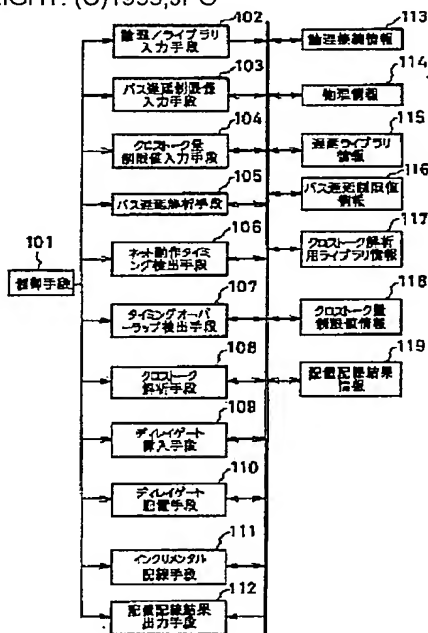 RIGHT: (C)1995,JPO
102
論理/ライブラリ
入力手段
103
パス遅延制限値
入力手段
104
クロストーク量
制限値入力手段
105
パス遅延解析手段
106
ネット動作タイミ
ング検出手段
101
制御手段
107
タイミングオーバ
ーラップ検出手段
108
クロストーク
解析手段
109
ディレイゲート
挿入手段
110
ディレイゲート
配置手段
111
インクリメンタル
配線手段
112
配置配線結果
出力手段
113
論理接続情報
114
物理情報
115
遅延ライブラリ
情報
116
パス遅延制限値
情報
117
クロストーク解析
用ライブラリ情報
118
クロストーク量
制限値情報
119
配置配線結果
情報